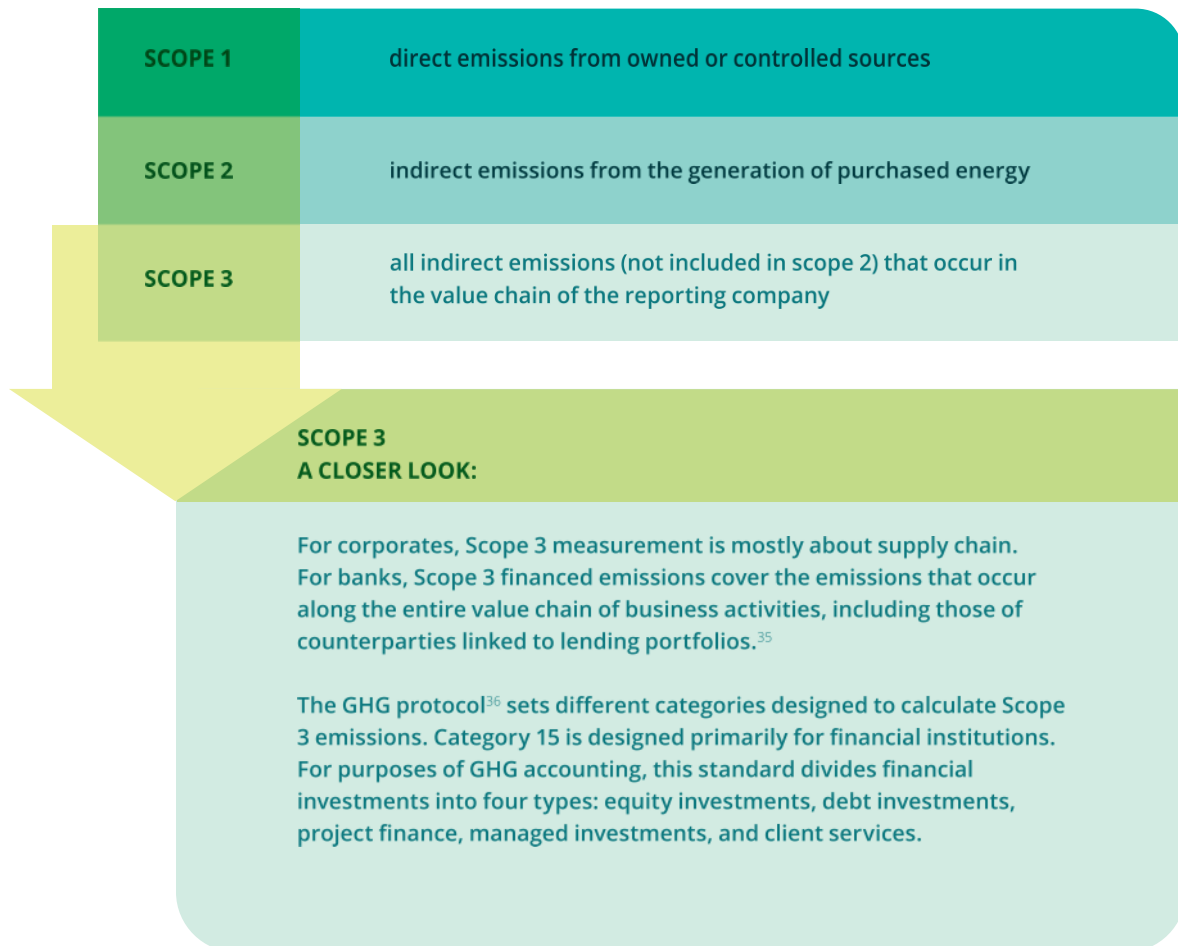 SCOPE 1
direct emissions from owned or controlled sources
SCOPE 2
indirect emissions from the generation of purchased energy
SCOPE 3
all indirect emissions (not included in scope 2) that occur in
the value chain of the reporting company
SCOPE 3
A CLOSER LOOK:
For corporates, Scope 3 measurement is mostly about supply chain.
For banks, Scope 3 financed emissions cover the emissions that occur
along the entire value chain of business activities, including those of
counterparties linked to lending portfolios.35
The GHG protocol36 sets different categories designed to calculate Scope
3 emissions. Category 15 is designed primarily for financial institutions.
For purposes of GHG accounting, this standard divides financial
investments into four types: equity investments, debt investments,
project finance, managed investments, and client services.